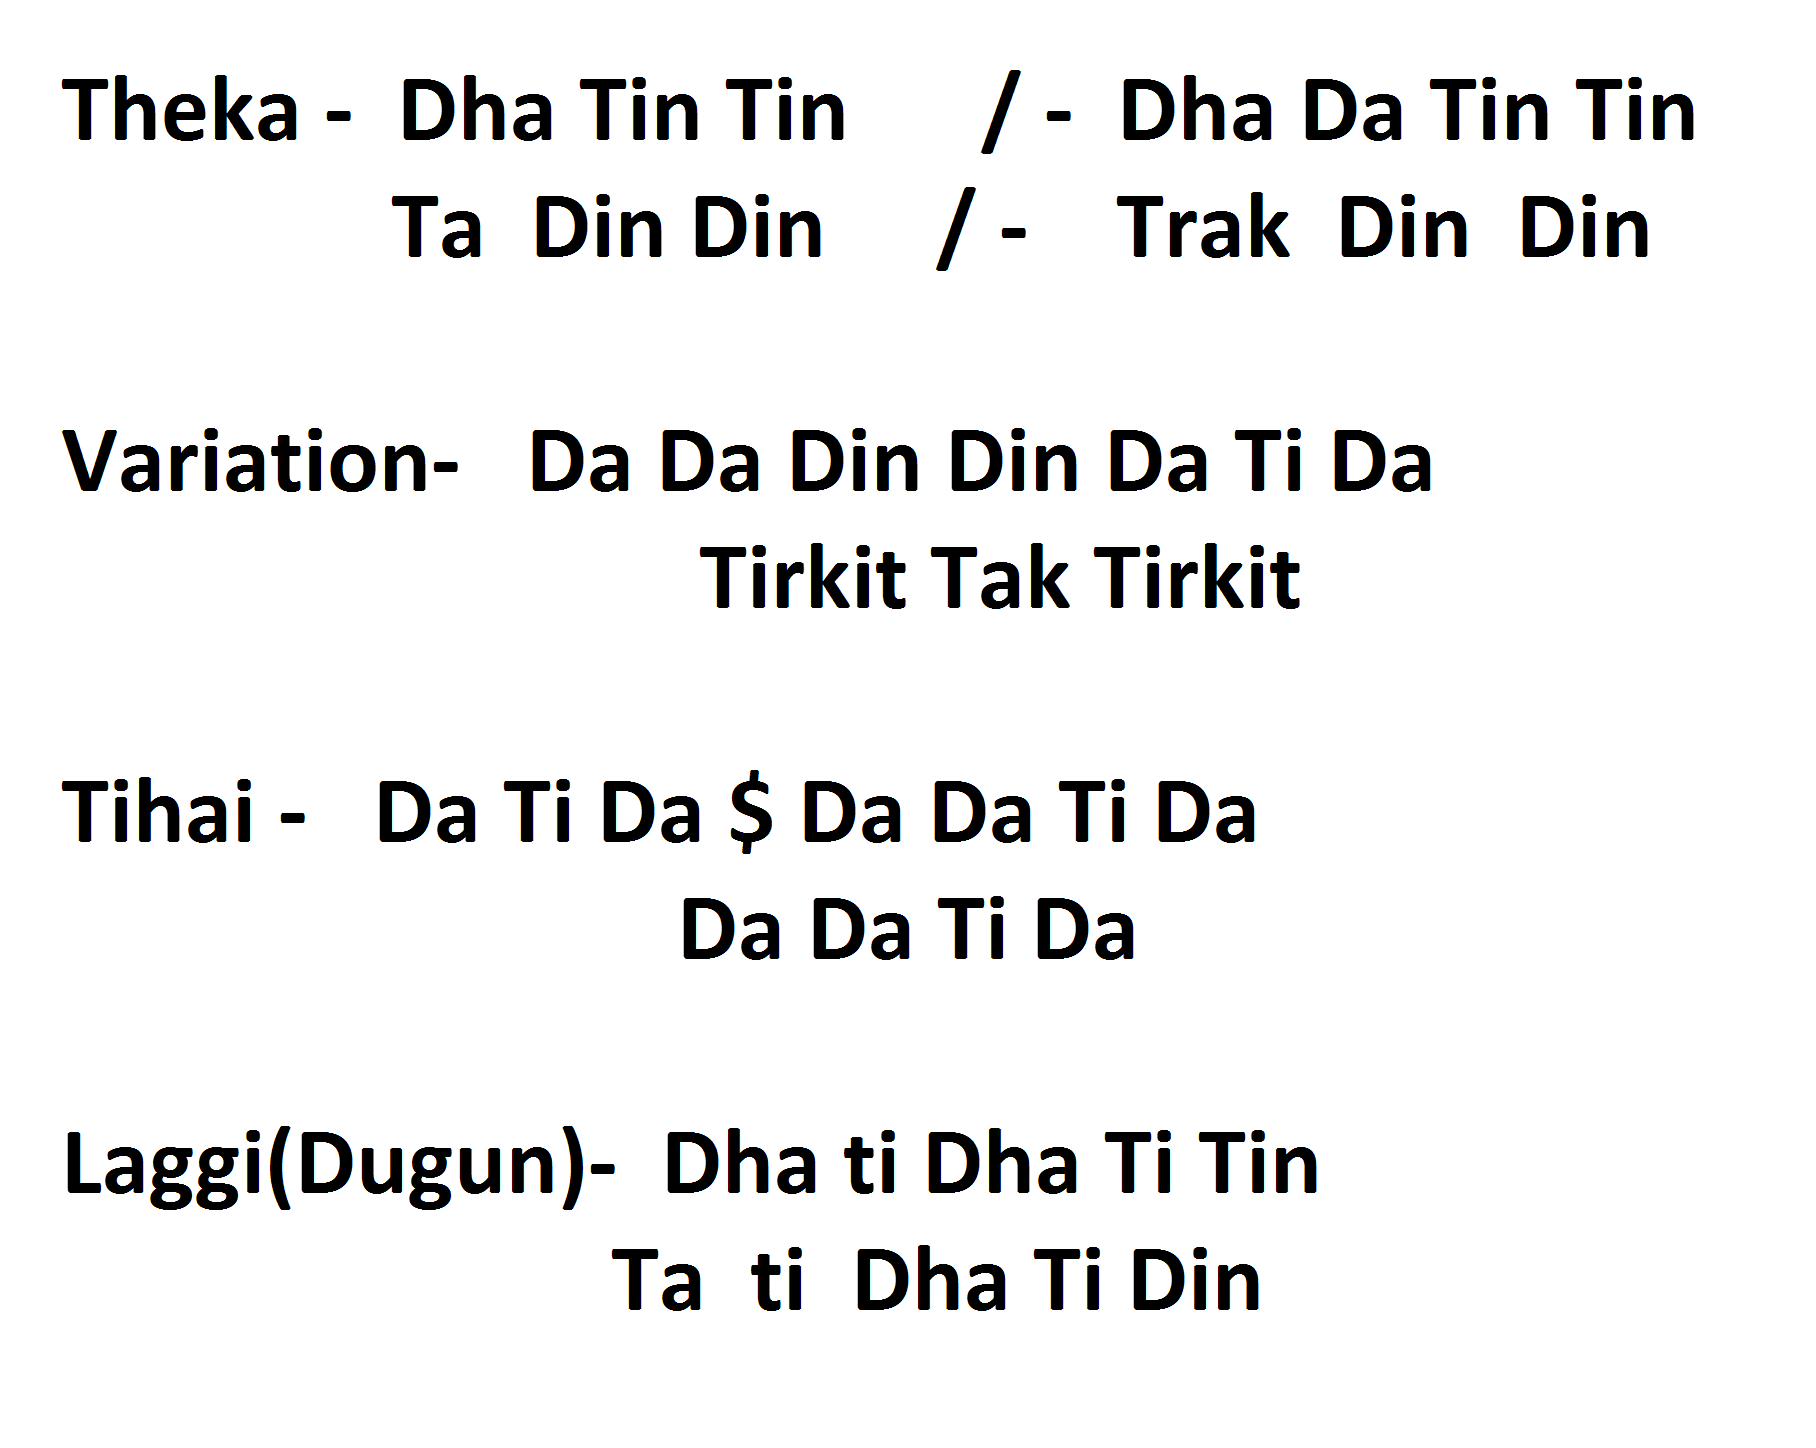 Theka - Dha Tin Tin / - Dha Da Tin Tin
Ta Din Din / - Trak Din Din
Variation- Da Da Din Din Da Ti Da
Tirkit Tak Tirkit
Tihai - Da Ti Da $ Da Da Ti Da
Da Da Ti Da
Laggi(Dugun)- Dha ti Dha Ti Tin
Ta ti Dha Ti Din